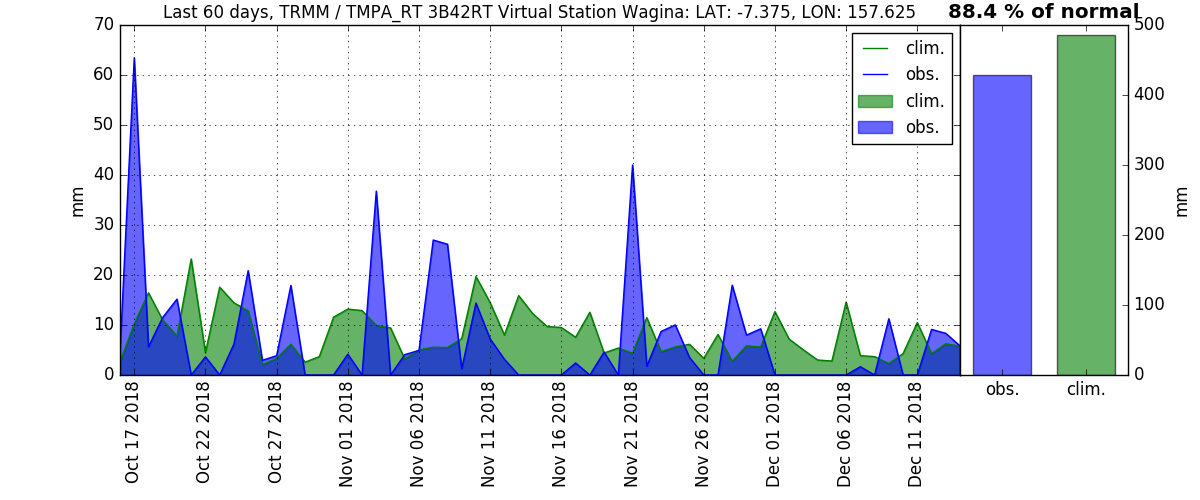 Last 60 days, TRMM / TMPA_RT 3B42RT Virtual Station Wagina: LAT: -7.375, LON: 157.625
88.4 % of normal
70
60
50
40
30
20
10
0
mm
clim.
obs.
clim.
obs.
Oct 17 2018
Oct 22 2018
Oct 27 2018
Nov 01 2018
Nov 06 2018
Nov 11 2018
Nov 16 2018
Nov 21 2018
Nov 26 2018
Dec 01 2018
Dec 06 2018
Dec 11 2018
500
400
300
200
100
0
mm
obs.
clim.